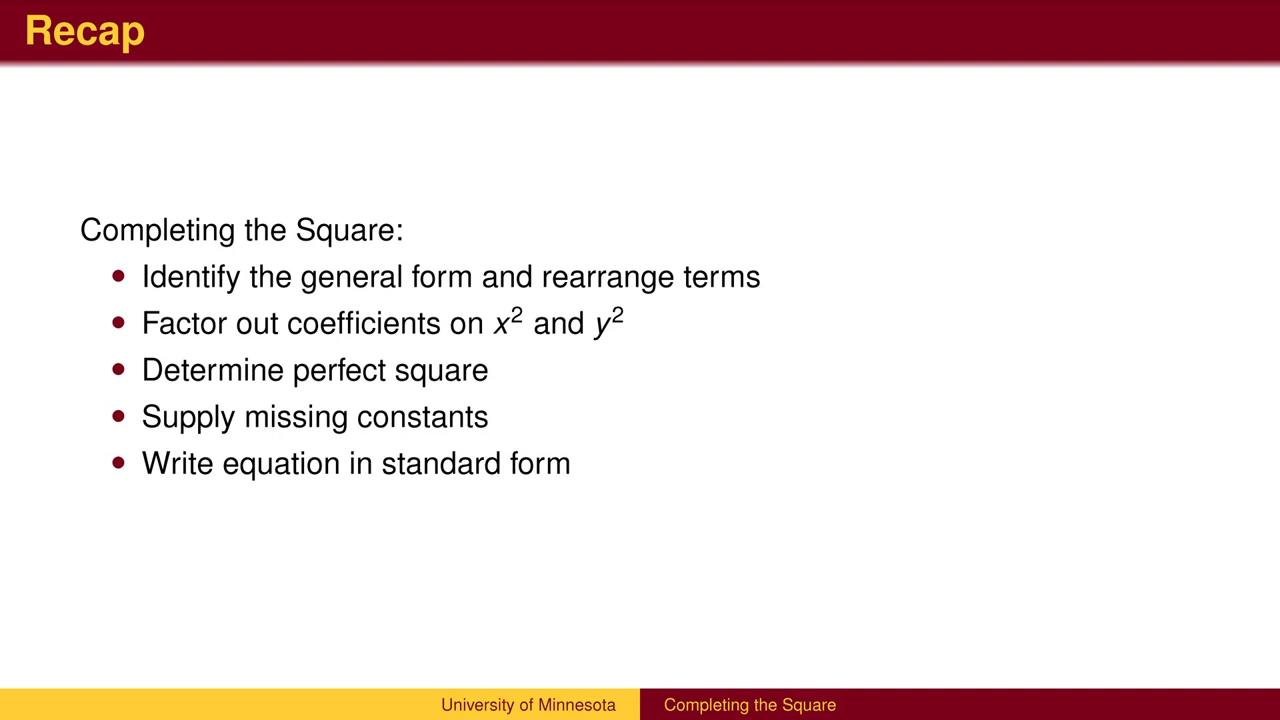 Recap
Completing the Square:
• Identify the general form and rearrange terms
• Factor out coefficients on x² and y²
• Determine perfect square
• Supply missing constants
• Write equation in standard form
University of Minnesota
Completing the Square